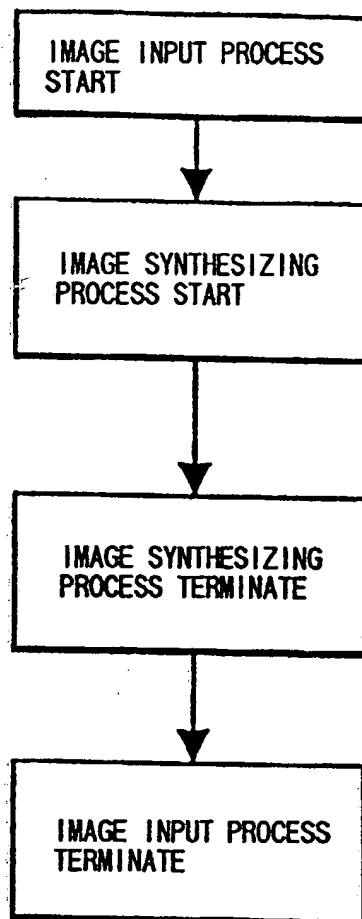 IMAGE INPUT PROCESS
START
IMAGE SYNTHESIZING
PROCESS START
IMAGE SYNTHESIZING
PROCESS TERMINATE
IMAGE INPUT PROCESS
TERMINATE